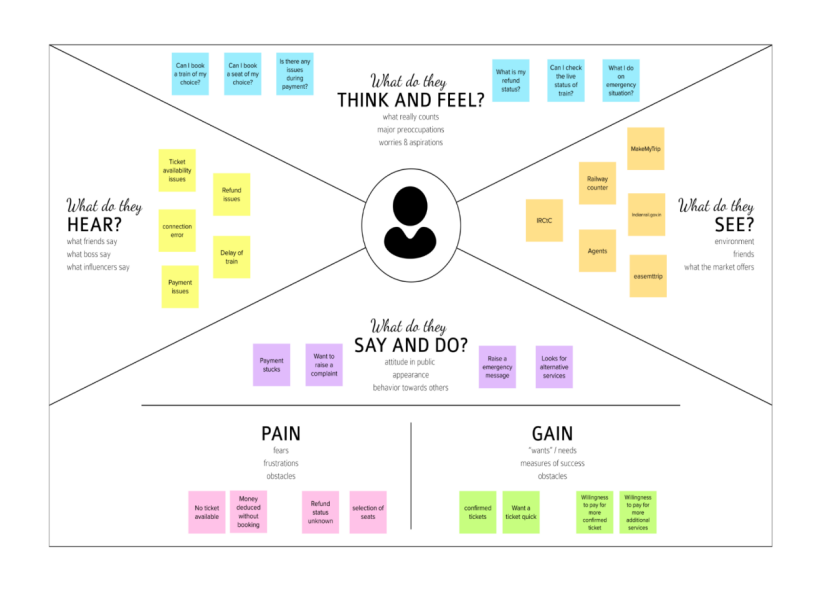 Can I book
a train of my
choice?
Can I book
a seat of my
choice?
Is there any
issues
during
payment?
What do they
THINK AND FEEL?
what really counts
major preoccupations
worries & aspirations
What is my
refund
status?
Can I check
the live
status of
train?
What I do
on
emergency
situation?
What do they
HEAR?
what friends say
what boss say
what influencers say
Ticket
availability
issues
Refund
issues
connection
error
Delay of
train
Payment
issues
MakeMyTrip
Railway
counter
IRCtC
indianrail.gov.in
Agents
easemttrip
What do they
SEE?
environment
friends
what the market offers
What do they
SAY AND DO?
attitude in public
appearance
behavior towards others
Payment
stucks
Want to
raise a
complaint
Raise a
emergency
message
Looks for
alternative
services
PAIN
fears
frustrations
obstacles
No ticket
available
Money
deduced
without
booking
Refund
status
unknown
selection of
seats
GAIN
"wants" / needs
measures of success
obstacles
confirmed
tickets
Want a
ticket quick
Willingness
to pay for
more
confirmed
ticket
Willingness
to pay for
more
additional
services